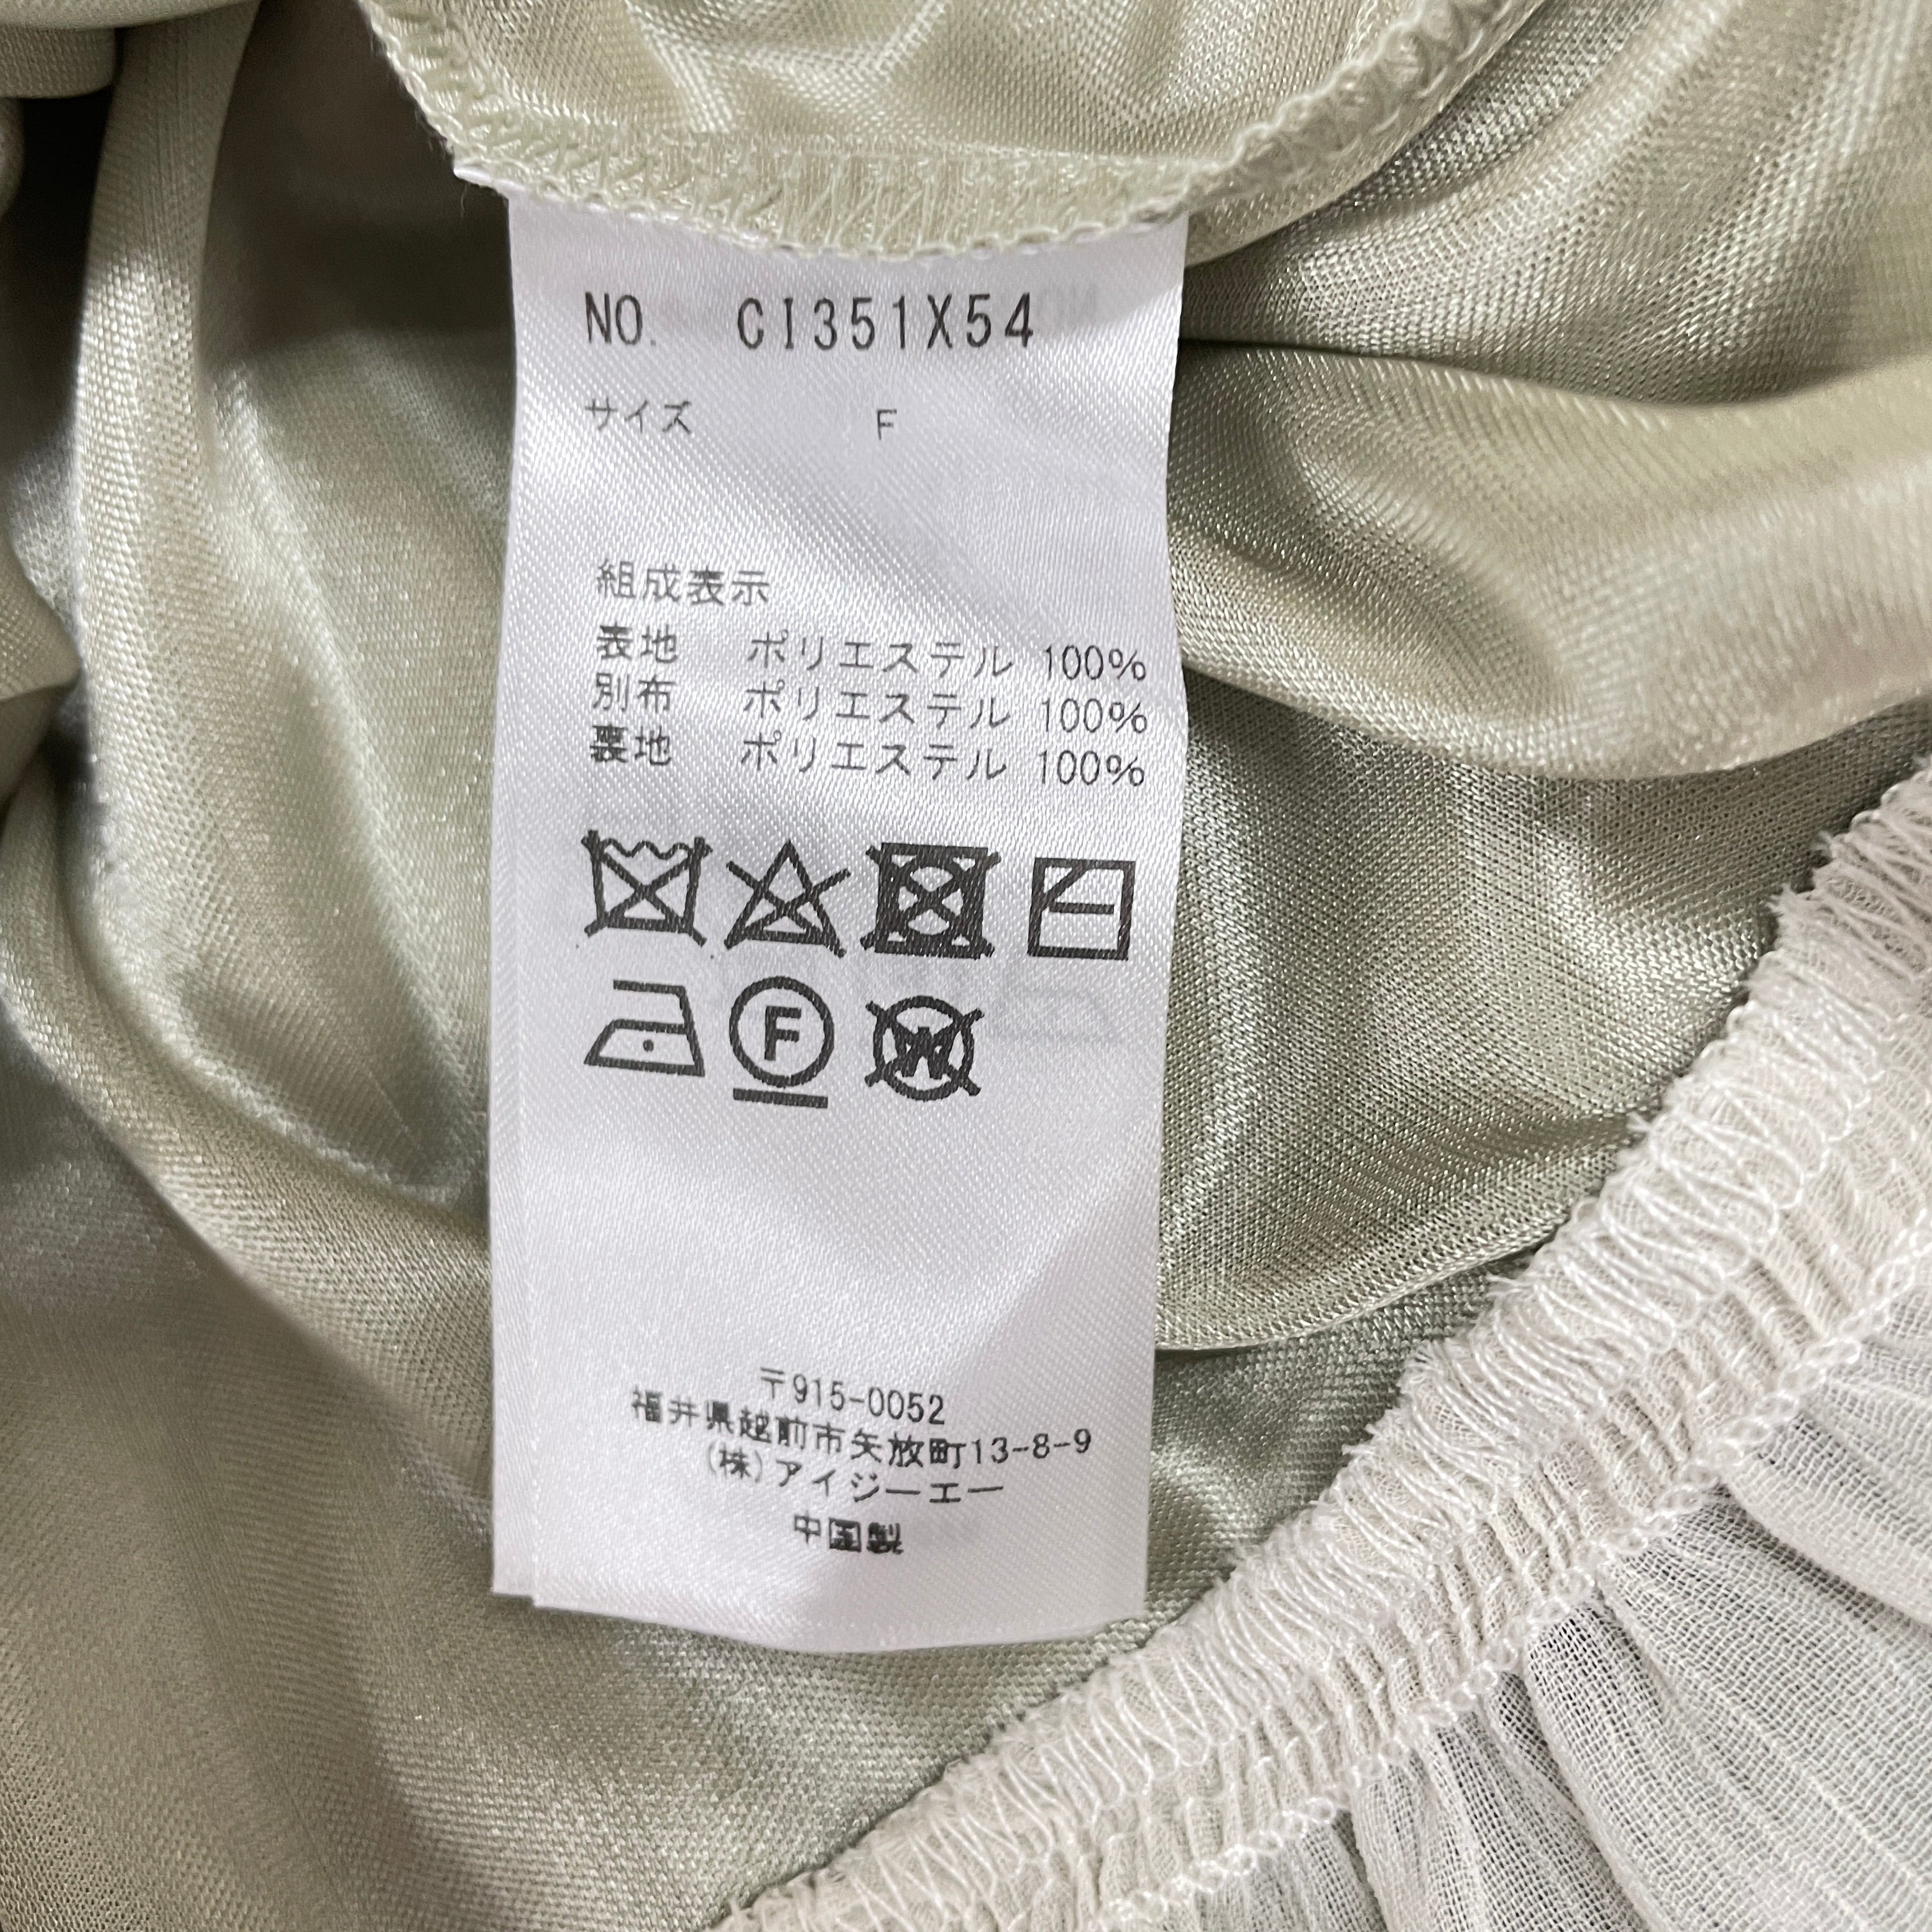 NO. CI351X54
サイズ F
組成表示
表地 ポリエステル 100%
別布 ポリエステル 100%
裏地 ポリエステル 100%
F
W
〒915-0052
福井県越前市矢放町13-8-9
(株)アイジーエー
中国製